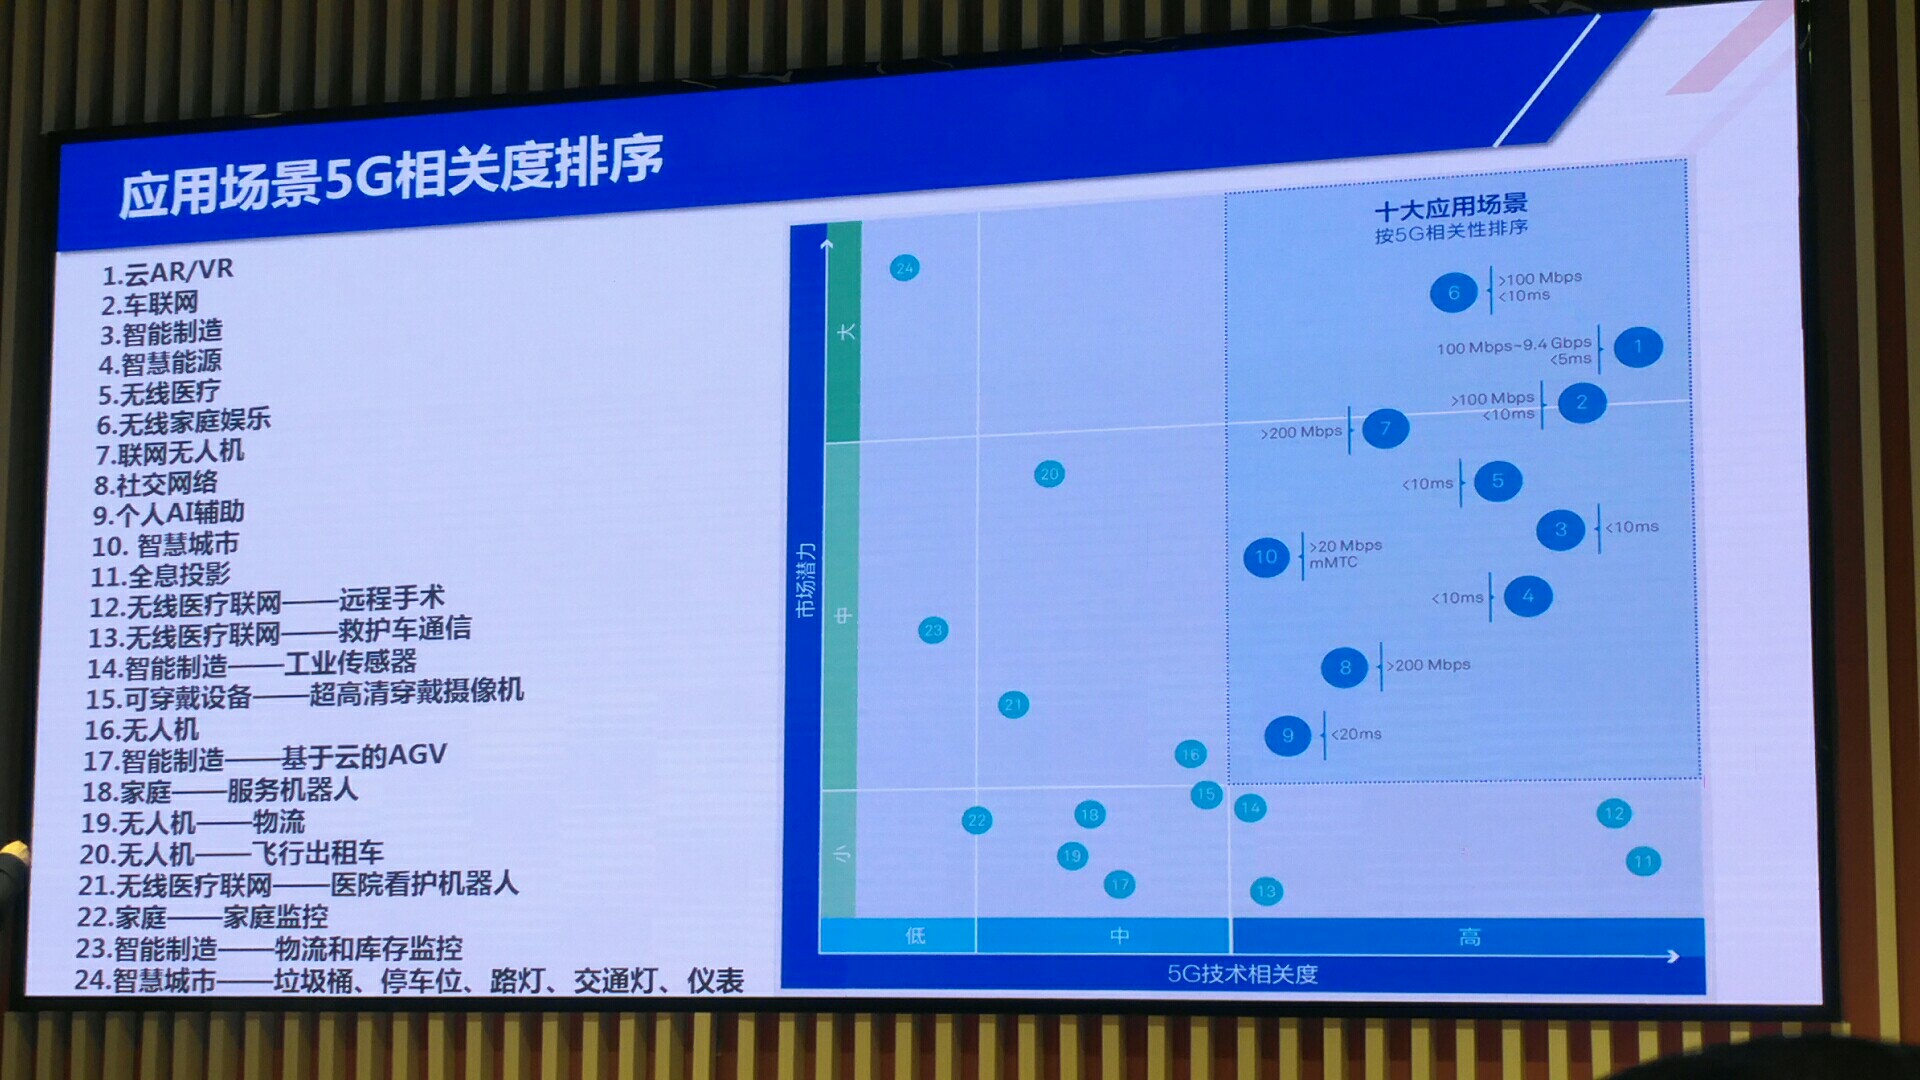 应用场景5G相关度排序
1.云AR/VR
2.车联网
3.智能制造
4.智慧能源
5.无线医疗
6.无线家庭娱乐
7.联网无人机
8.社交网络
9.个人AI辅助
10. 智慧城市
11.全息投影
12.无线医疗联网——远程手术
13.无线医疗联网——救护车通信
14.智能制造——工业传感器
15.可穿戴设备——超高清穿戴摄像机
16.无人机
17.智能制造——基于云的AGV
18.家庭——服务机器人
19.无人机——物流
20.无人机——飞行出租车
21.无线医疗联网——医院看护机器人
22.家庭——家庭监控
23.智能制造——物流和库存监控
24.智慧城市——垃圾桶、停车位、路灯、交通灯、仪表
十大应用场景
按5G相关性排序
市场潜力
大
中
小
24
6
>100 Mbps
<10ms
100 Mbps~9.4 Gbps
<5ms
1
>100 Mbps
<10ms
2
>200 Mbps
7
20
<10ms
5
3
<10ms
10
>20 Mbps
mMTC
<10ms
4
23
8
>200 Mbps
21
9
<20ms
16
15
14
22
18
12
19
11
17
13
低
中
高
5G技术相关度